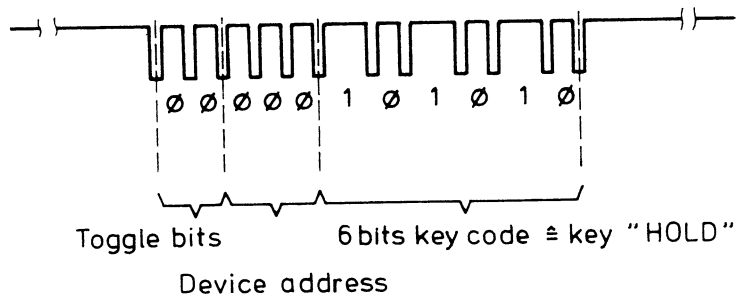 Ø Ø Ø Ø Ø 1 Ø 1 Ø 1 Ø
Toggle bits 6 bits key code ≙ key "HOLD"
Device address